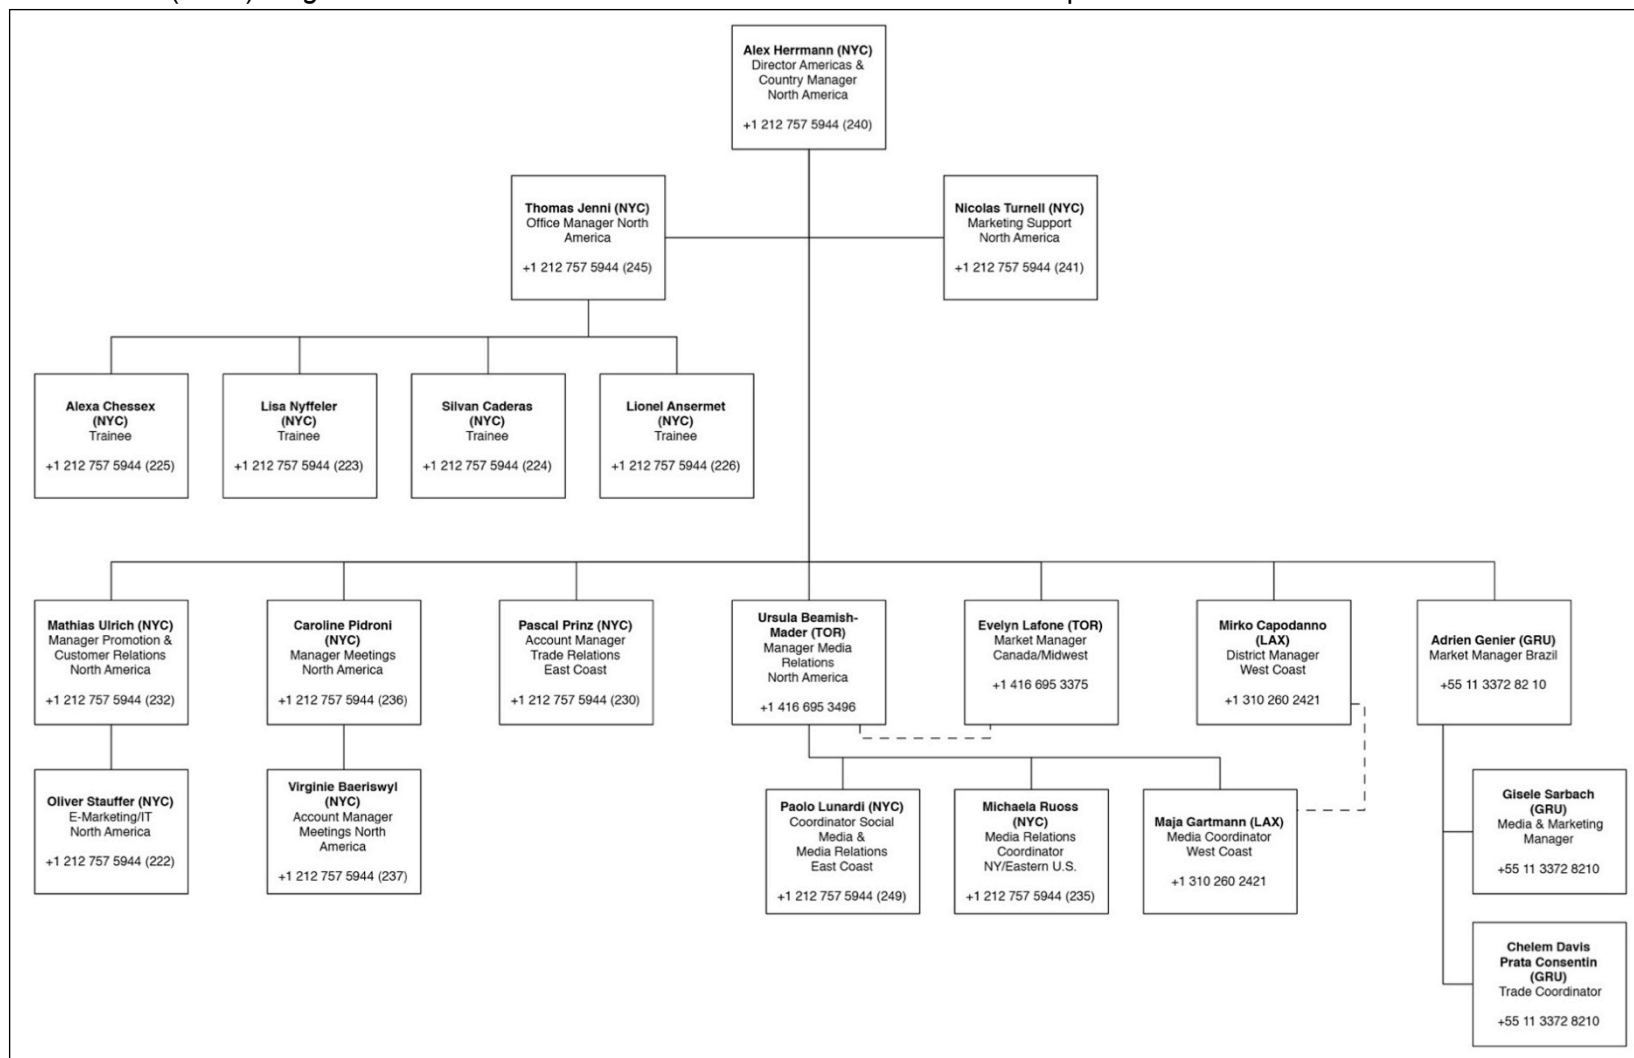 Alex Herrmann (NYC)
Director Americas &
Country Manager
North America
+1 212 757 5944 (240)
Thomas Jenni (NYC)
Office Manager North
America
+1 212 757 5944 (245)
Nicolas Turnell (NYC)
Marketing Support
North America
+1 212 757 5944 (241)
Alexa Chessex
(NYC)
Trainee
+1 212 757 5944 (225)
Lisa Nyffeler
(NYC)
Trainee
+1 212 757 5944 (223)
Silvan Caderas
(NYC)
Trainee
+1 212 757 5944 (224)
Lionel Ansermet
(NYC)
Trainee
+1 212 757 5944 (226)
Mathias Ulrich (NYC)
Manager Promotion &
Customer Relations
North America
+1 212 757 5944 (232)
Caroline Pidroni
(NYC)
Manager Meetings
North America
+1 212 757 5944 (236)
Pascal Prinz (NYC)
Account Manager
Trade Relations
East Coast
+1 212 757 5944 (230)
Ursula Beamish-
Mader (TOR)
Manager Media
Relations
North America
+1 416 695 3496
Evelyn Lafone (TOR)
Market Manager
Canada/Midwest
+1 416 695 3375
Mirko Capodanno
(LAX)
District Manager
West Coast
+1 310 260 2421
Adrien Genier (GRU)
Market Manager Brazil
+55 11 3372 82 10
Oliver Stauffer (NYC)
E-Marketing/IT
North America
+1 212 757 5944 (222)
Virginie Baeriswyl
(NYC)
Account Manager
Meetings North
America
+1 212 757 5944 (237)
Paolo Lunardi (NYC)
Coordinator Social
Media &
Media Relations
East Coast
+1 212 757 5944 (249)
Michaela Ruoss
(NYC)
Media Relations
Coordinator
NY/Eastern U.S.
+1 212 757 5944 (235)
Maja Gartmann (LAX)
Media Coordinator
West Coast
+1 310 260 2421
Gisele Sarbach
(GRU)
Media & Marketing
Manager
+55 11 3372 8210
Chelem Davis
Prata Consentin
(GRU)
Trade Coordinator
+55 11 3372 8210